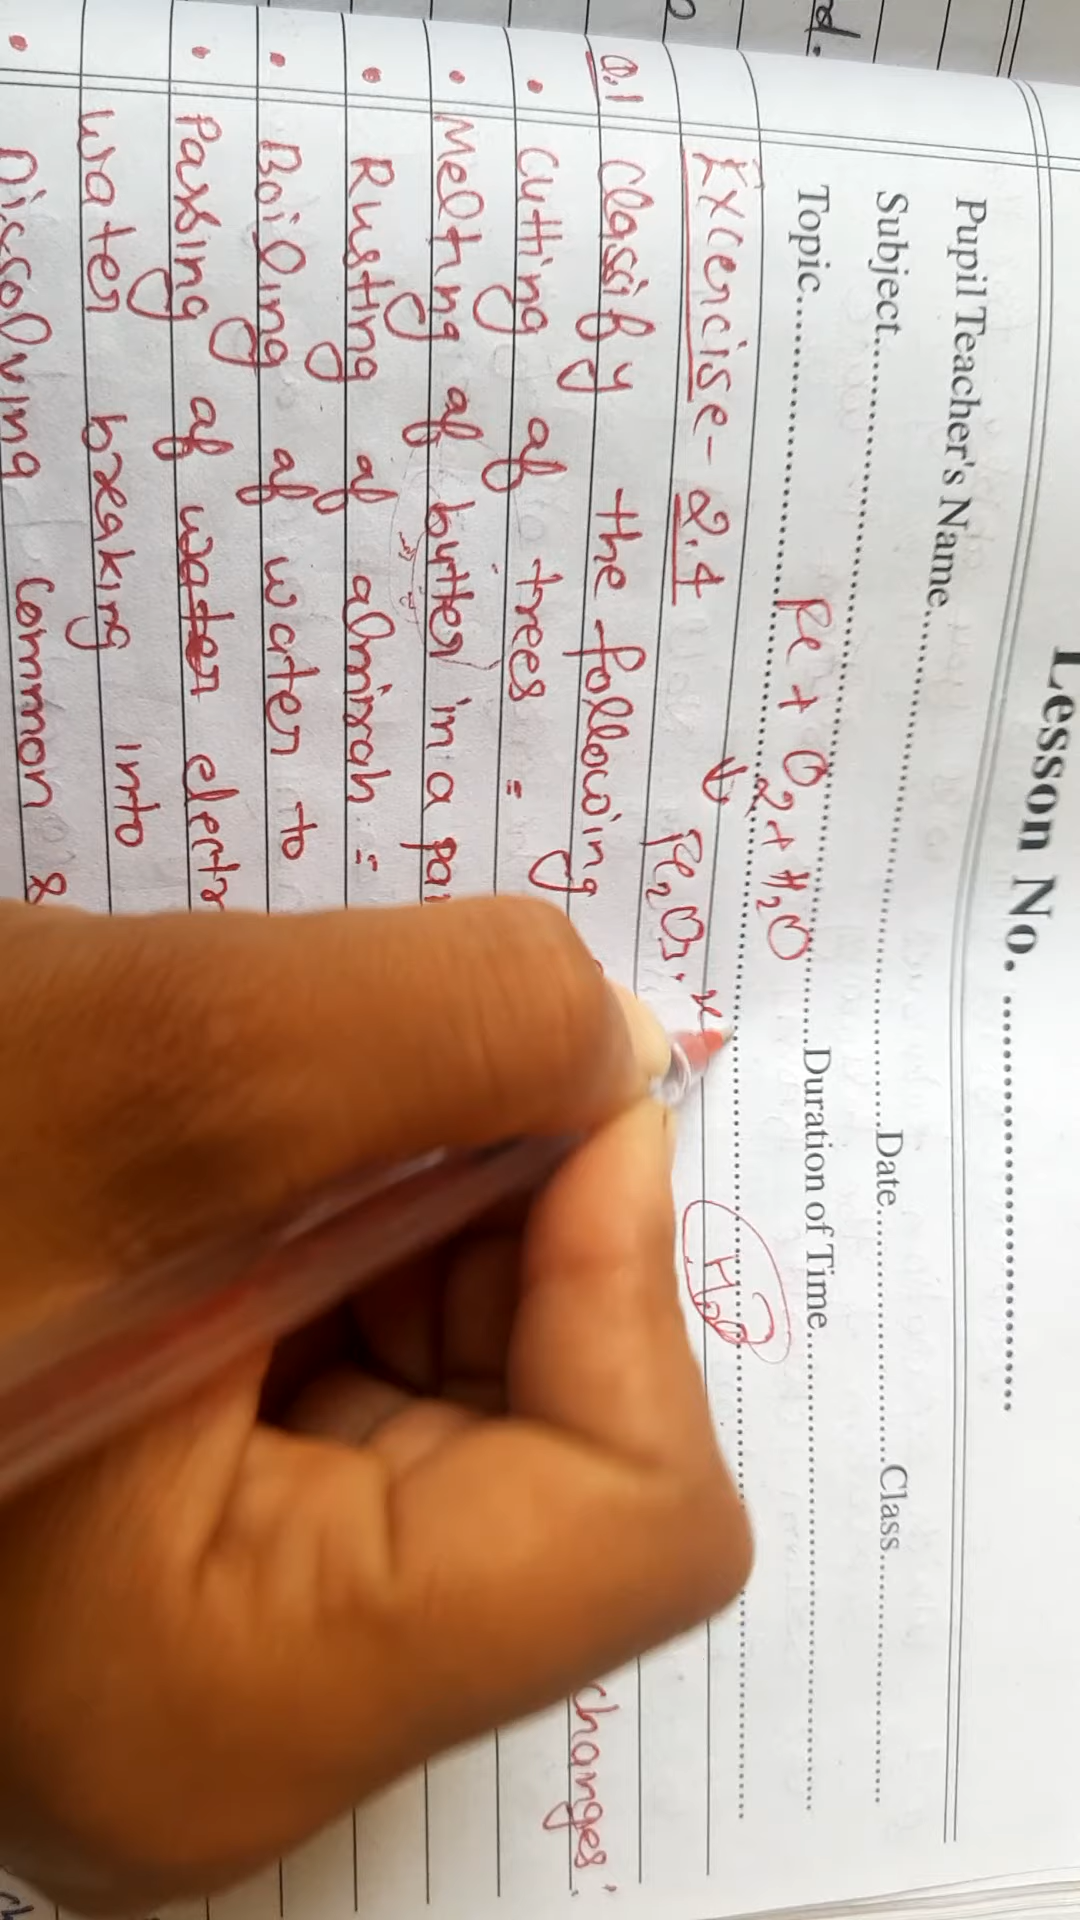 d.
Lesson No. ........................
Pupil Teacher's Name........................
Subject........................Date........................Class........................
Topic........................Duration of Time........................
Fe + O2 + H2O
↓
Fe2O3.x
H2O
Excercise-2.4
Q.1 Classify the following changes:
• Cutting of trees =
• Melting of butter in a pa
• Rusting of almirah =
• Boiling of water to
• Passing of water electr
water breaking into
• Dissolving common